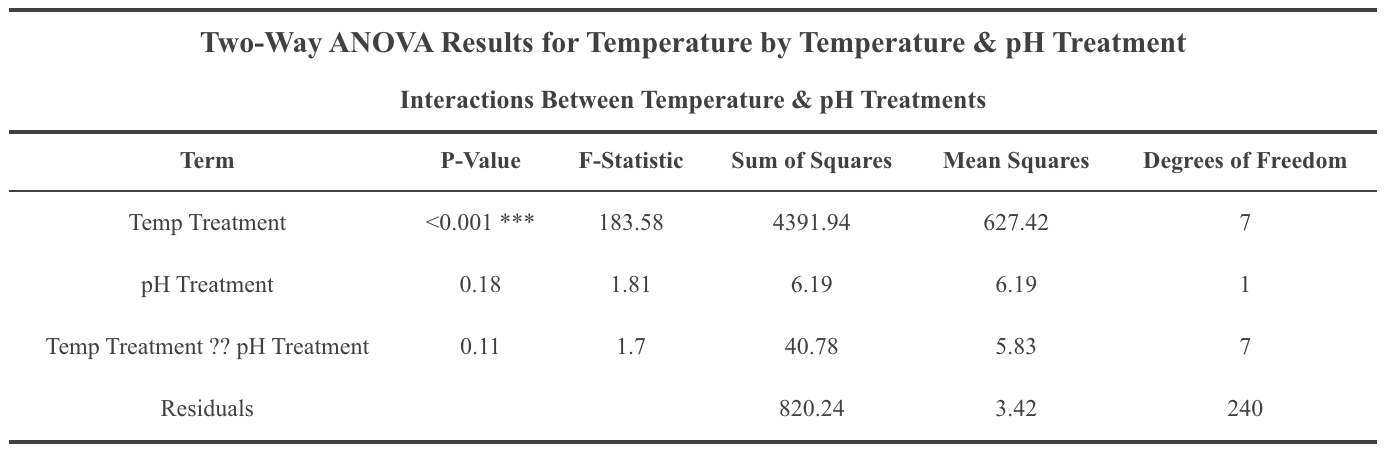 Two-Way ANOVA Results for Temperature by Temperature & pH Treatment
Interactions Between Temperature & pH Treatments
Term P-Value F-Statistic Sum of Squares Mean Squares Degrees of Freedom
Temp Treatment <0.001 *** 183.58 4391.94 627.42 7
pH Treatment 0.18 1.81 6.19 6.19 1
Temp Treatment ?? pH Treatment 0.11 1.7 40.78 5.83 7
Residuals 820.24 3.42 240